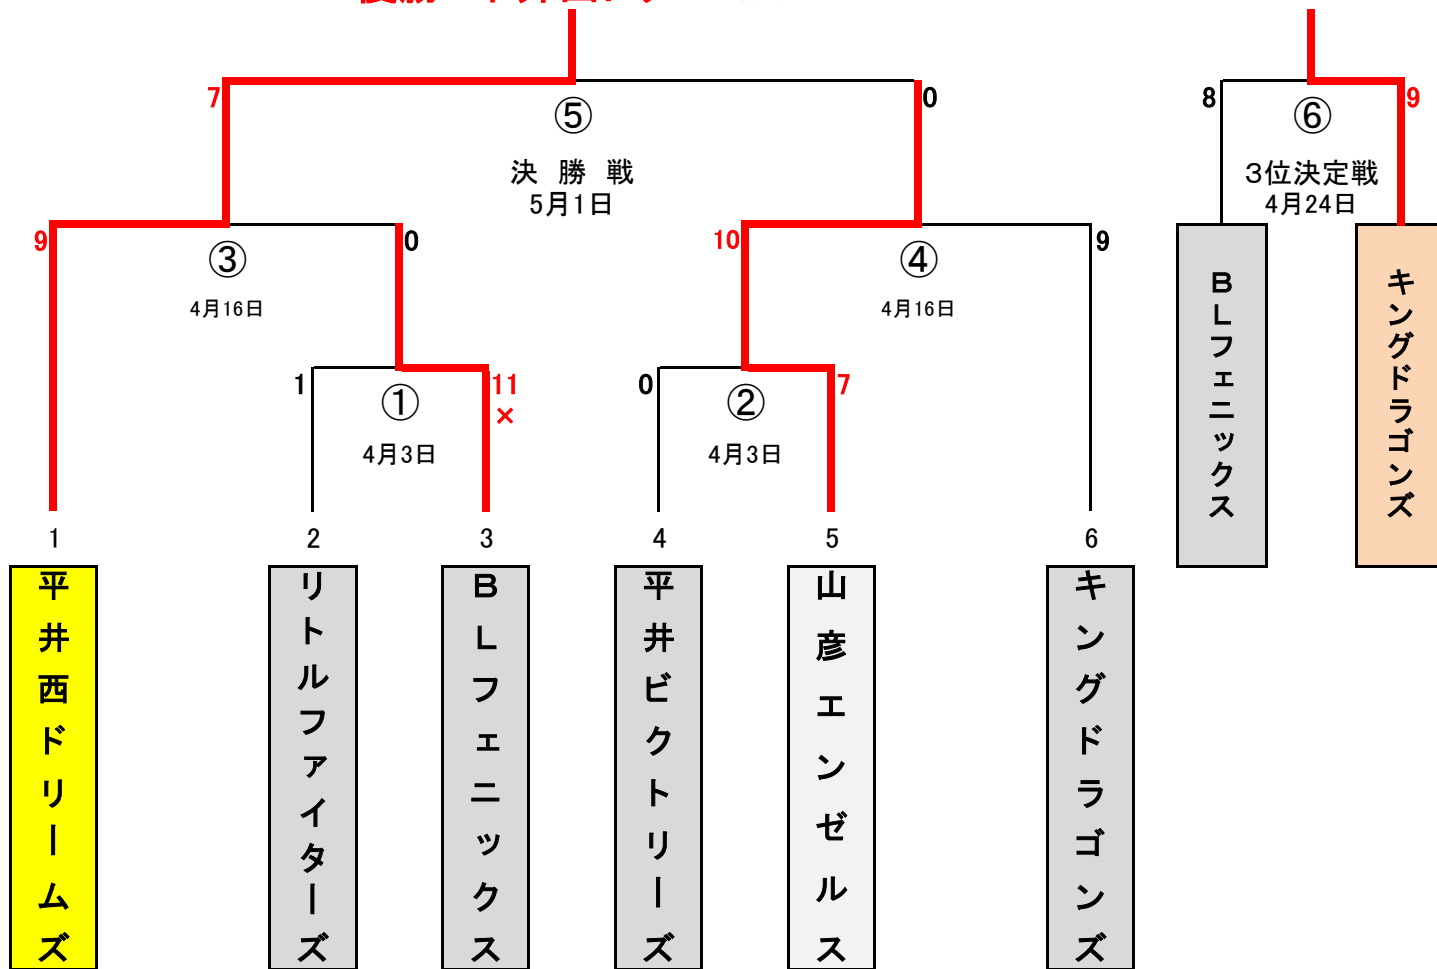 7
⑤
0
決 勝 戦
5月1日
8
⑥
9
3位決定戦
4月24日
9
③
0
4月16日
10
④
9
4月16日
BLフェニックス
キングドラゴンズ
1
①
11
×
4月3日
0
②
7
4月3日
1
2
3
4
5
6
平井西ドリームズ
リトルファイターズ
BLフェニックス
平井ビクトリーズ
山彦エンゼルス
キングドラゴンズ